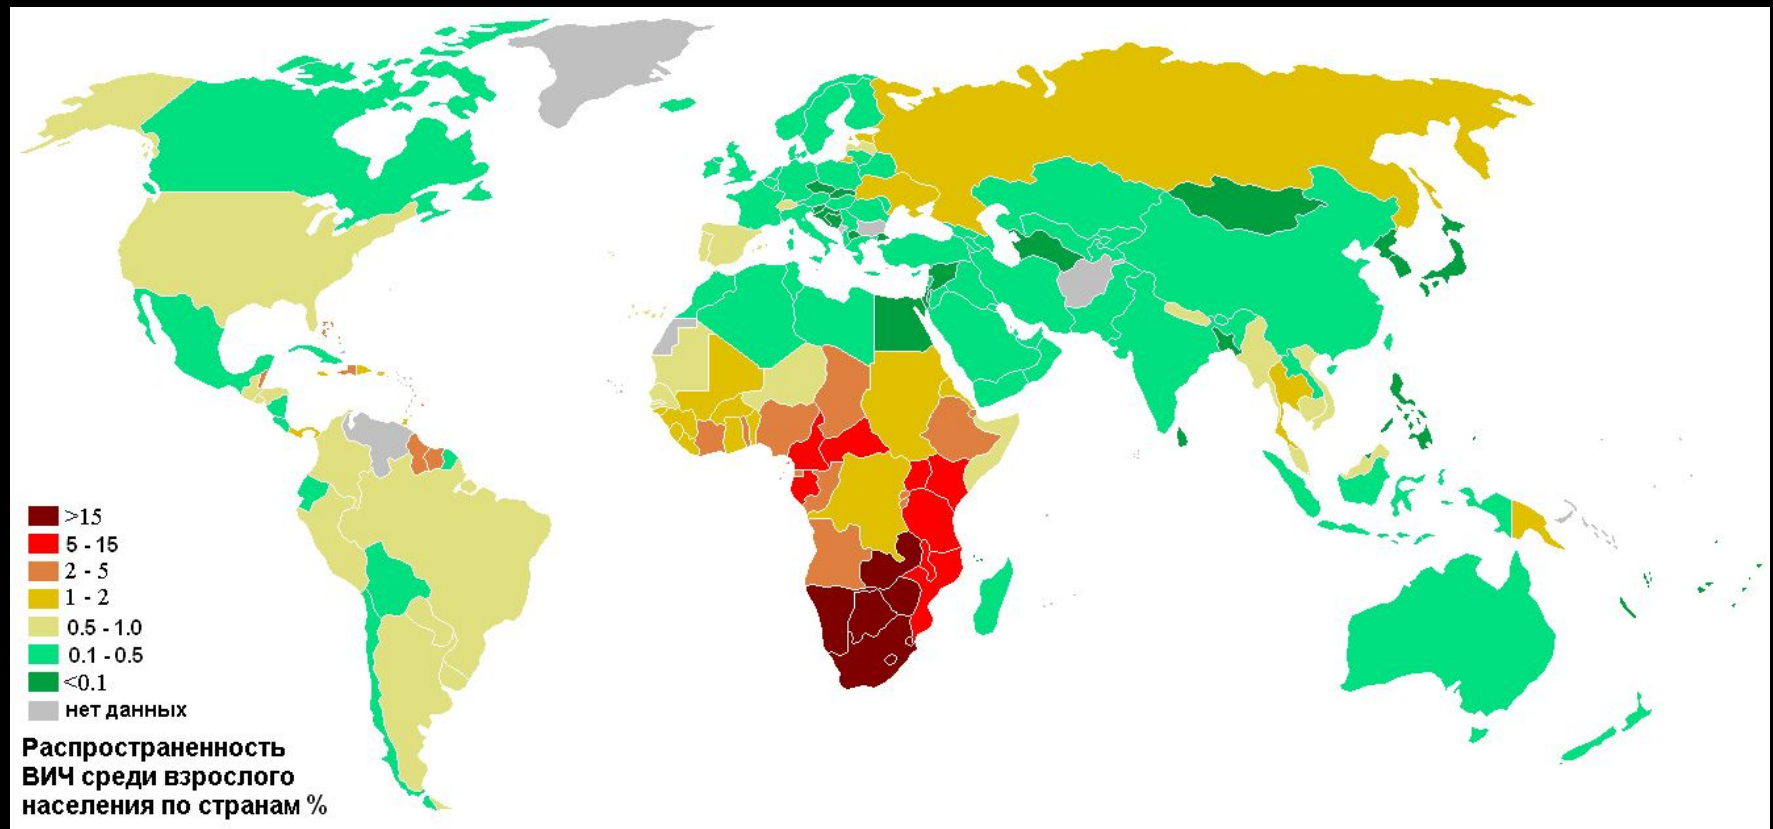 >15
5 - 15
2 - 5
1 - 2
0.5 - 1.0
0.1 - 0.5
<0.1
нет данных
Распространенность
ВИЧ среди взрослого
населения по странам %